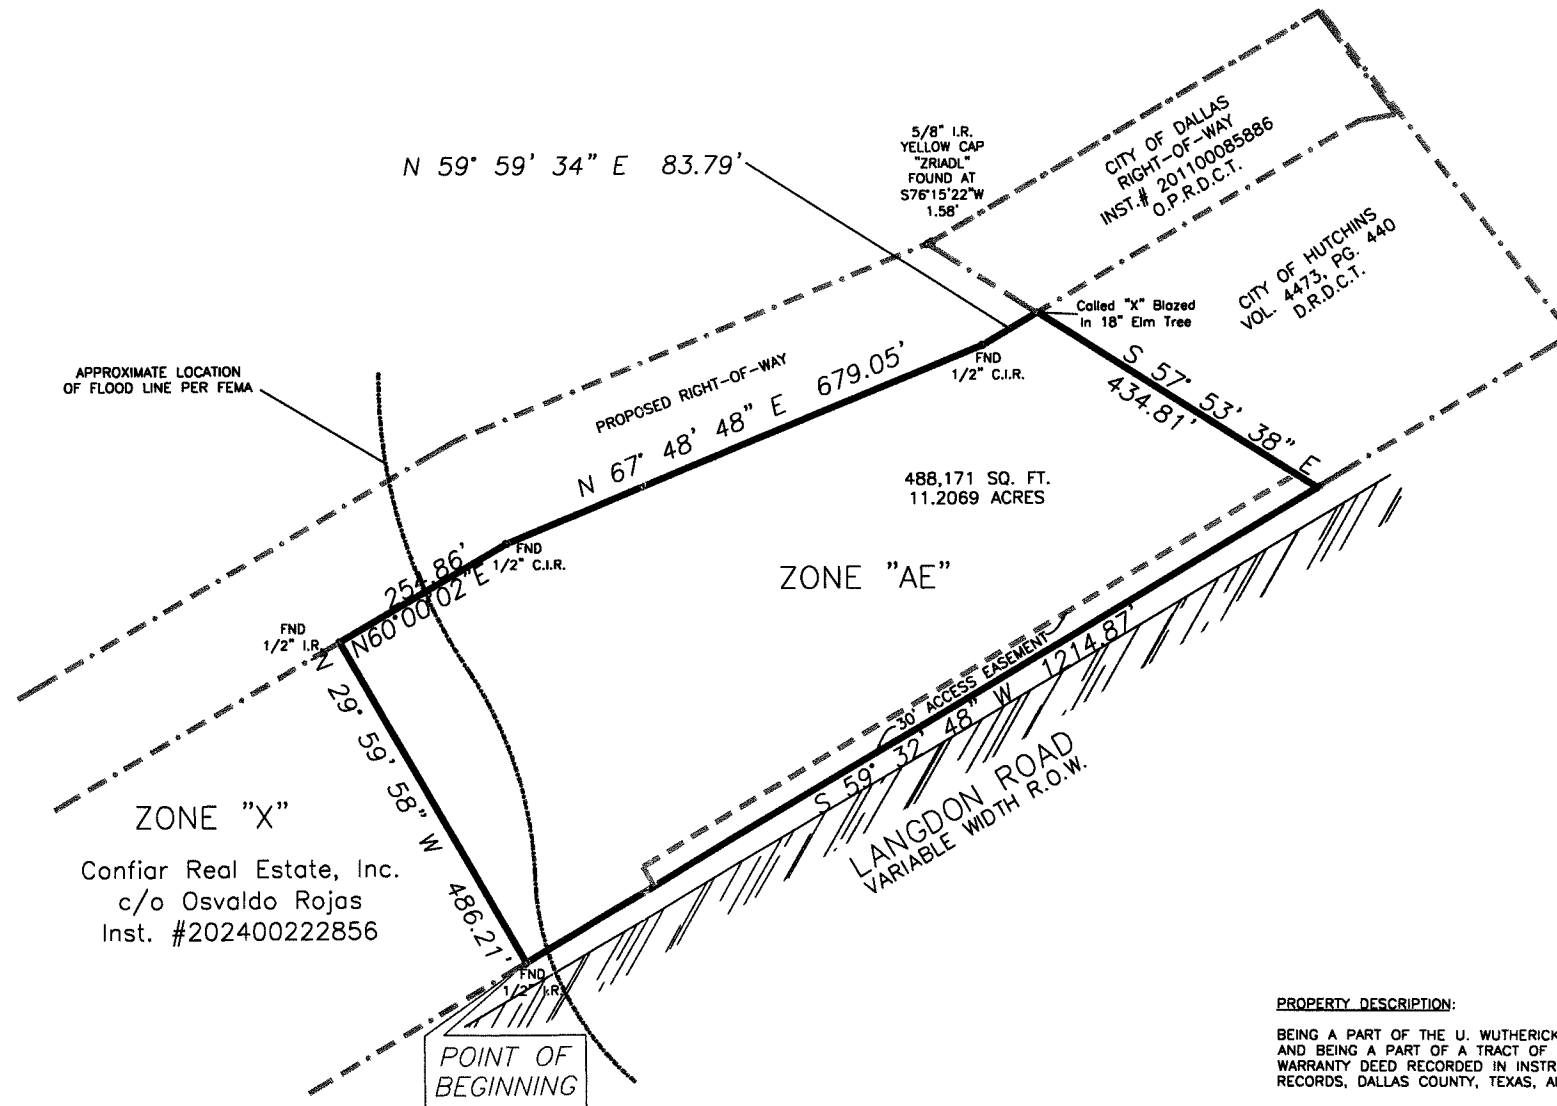 N 59° 59' 34" E 83.79'
5/8" I.R.
YELLOW CAP
"ZRIADL"
FOUND AT
S76°15'22"W
1.58'
CITY OF DALLAS
RIGHT-OF-WAY
INST.# 201100085886
O.P.R.D.C.T.
CITY OF HUTCHINS
VOL. 4473, PG. 440
D.R.D.C.T.
Called "X" Blazed
In 18" Elm Tree
APPROXIMATE LOCATION
OF FLOOD LINE PER FEMA
PROPOSED RIGHT-OF-WAY
N 67° 48' 48" E 679.05'
FND
1/2" C.I.R.
S 57° 53' 38" E
434.81'
488,171 SQ. FT.
11.2069 ACRES
ZONE "AE"
FND
1/2" C.I.R.
254.86'
N60°00'02"E
FND
1/2" I.R.
N 29° 59' 58" W 486.21'
30' ACCESS EASEMENT
S 59° 32' 48" W 1214.87'
LANGDON ROAD
VARIABLE WIDTH R.O.W.
ZONE "X"
Confiar Real Estate, Inc.
c/o Osvaldo Rojas
Inst. #202400222856
FND
1/2" I.R.
POINT OF
BEGINNING
PROPERTY DESCRIPTION:
BEING A PART OF THE U. WUTHERICK
AND BEING A PART OF A TRACT OF
WARRANTY DEED RECORDED IN INSTR
RECORDS, DALLAS COUNTY, TEXAS, A